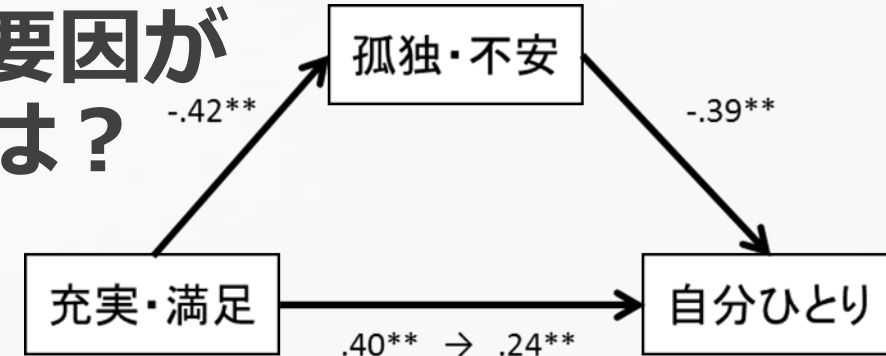 要因が
は？
孤独・不安
-.42**
-.39**
充実・満足
自分ひとり
.40** → .24**